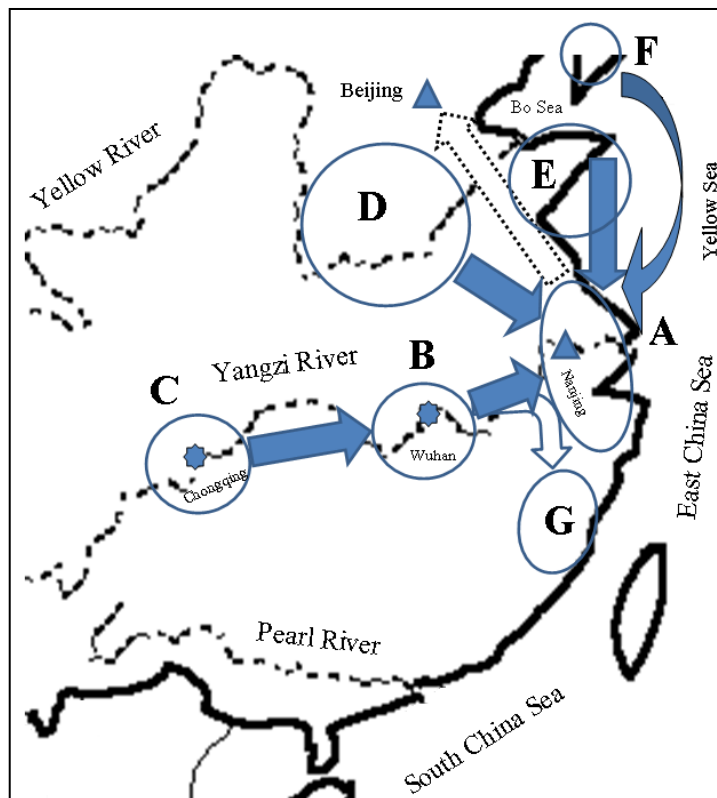 F
Beijing
Bo Sea
Yellow River
E
D
Yellow Sea
A
B
Yangzi River
C
Nanjing
Wuhan
Chongqing
East China Sea
G
Pearl River
South China Sea